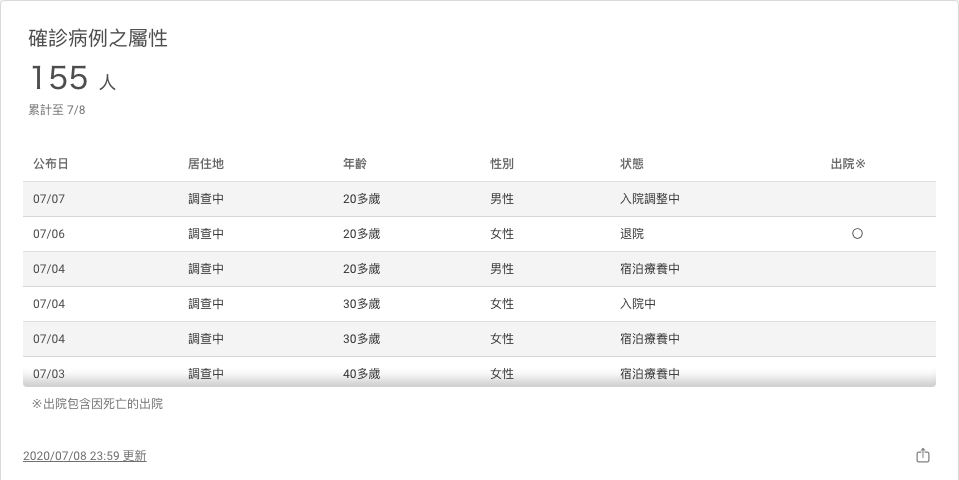 確診病例之屬性
155 人
累計至 7/8
公布日 居住地 年齡 性別 狀態 出院※
07/07 調查中 20多歲 男性 入院調整中
07/06 調查中 20多歲 女性 退院 〇
07/04 調查中 20多歲 男性 宿泊療養中
07/04 調查中 30多歲 女性 入院中
07/04 調查中 30多歲 女性 宿泊療養中
07/03 調查中 40多歲 女性 宿泊療養中
※出院包含因死亡的出院
2020/07/08 23:59 更新